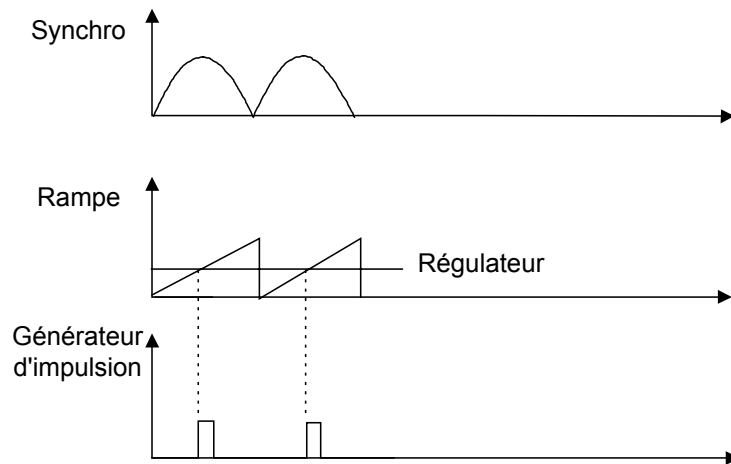 Synchro
Rampe
Régulateur
Générateur
d'impulsion